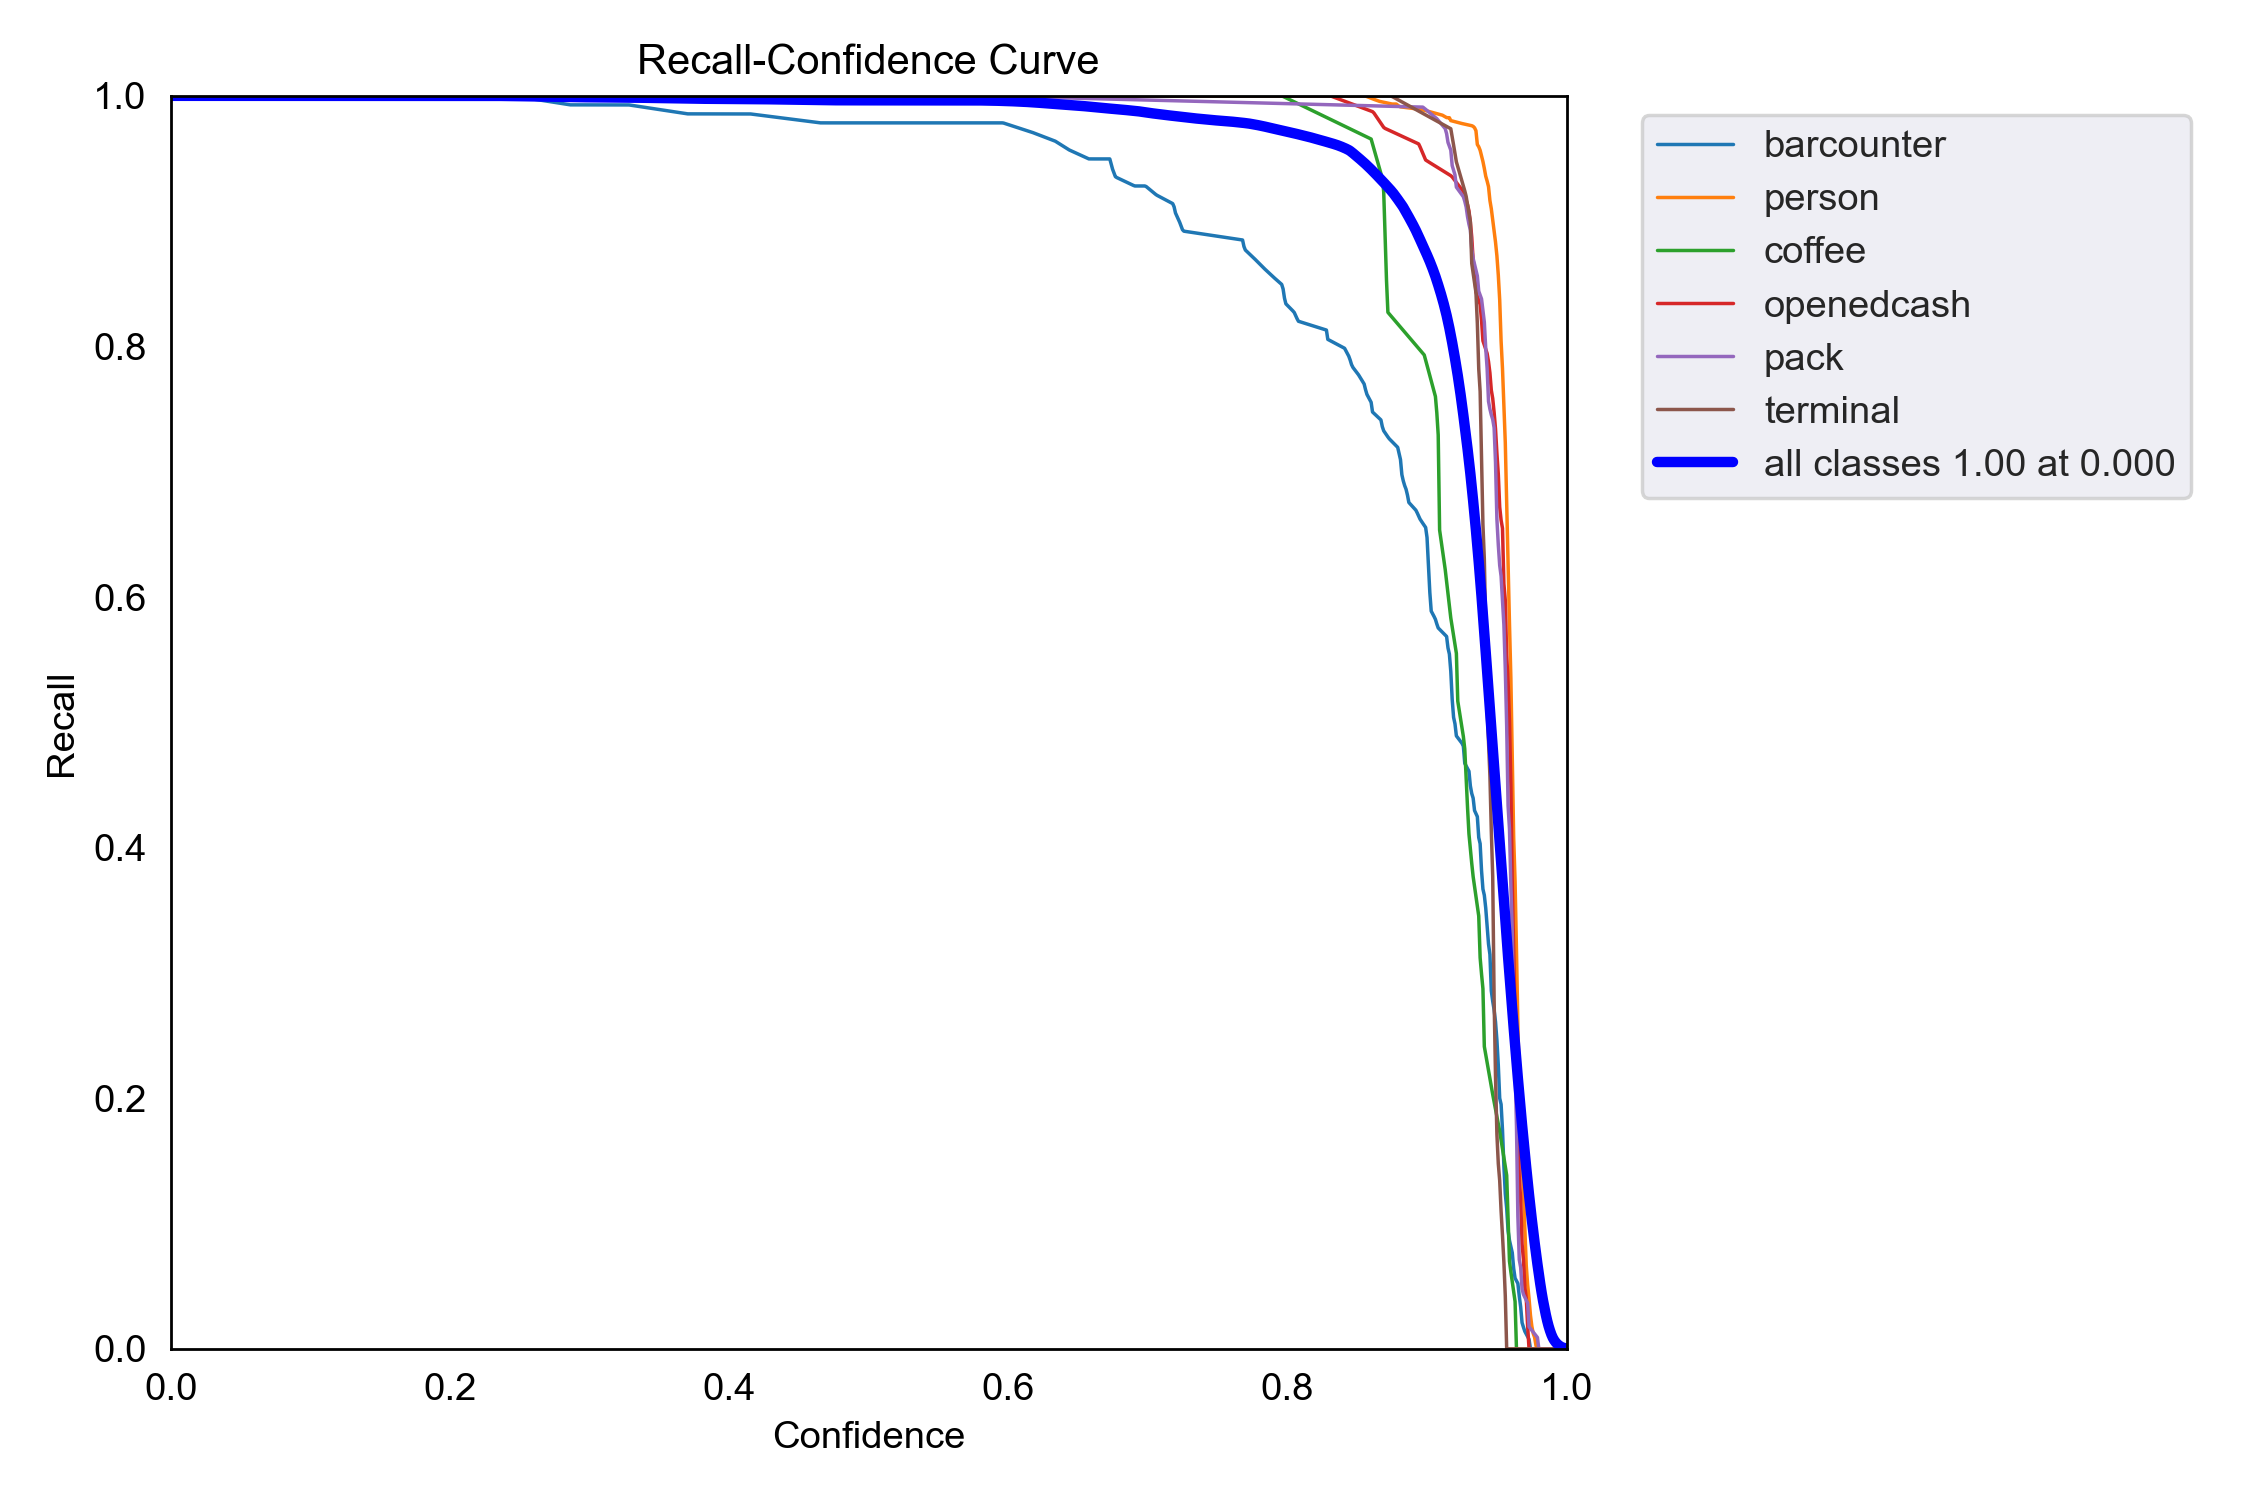 Recall-Confidence Curve
1.0
0.8
0.6
0.4
0.2
0.0
Recall
0.0 0.2 0.4 0.6 0.8 1.0
Confidence
barcounter
person
coffee
openedcash
pack
terminal
all classes 1.00 at 0.000